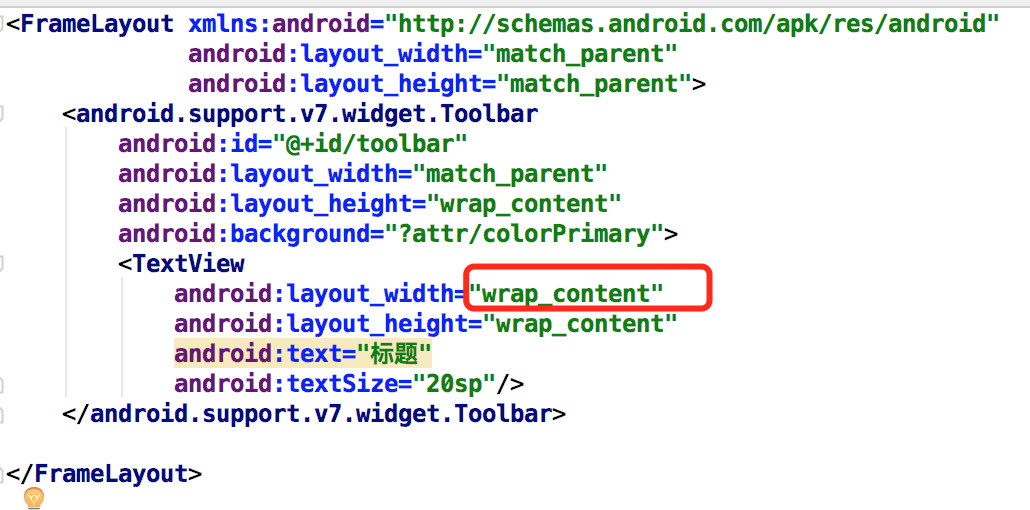 <FrameLayout xmlns:android="http://schemas.android.com/apk/res/android"
android:layout_width="match_parent"
android:layout_height="match_parent">
<android.support.v7.widget.Toolbar
android:id="@+id/toolbar"
android:layout_width="match_parent"
android:layout_height="wrap_content"
android:background="?attr/colorPrimary">
<TextView
android:layout_width="wrap_content"
android:layout_height="wrap_content"
android:text="标题"
android:textSize="20sp"/>
</android.support.v7.widget.Toolbar>
</FrameLayout>